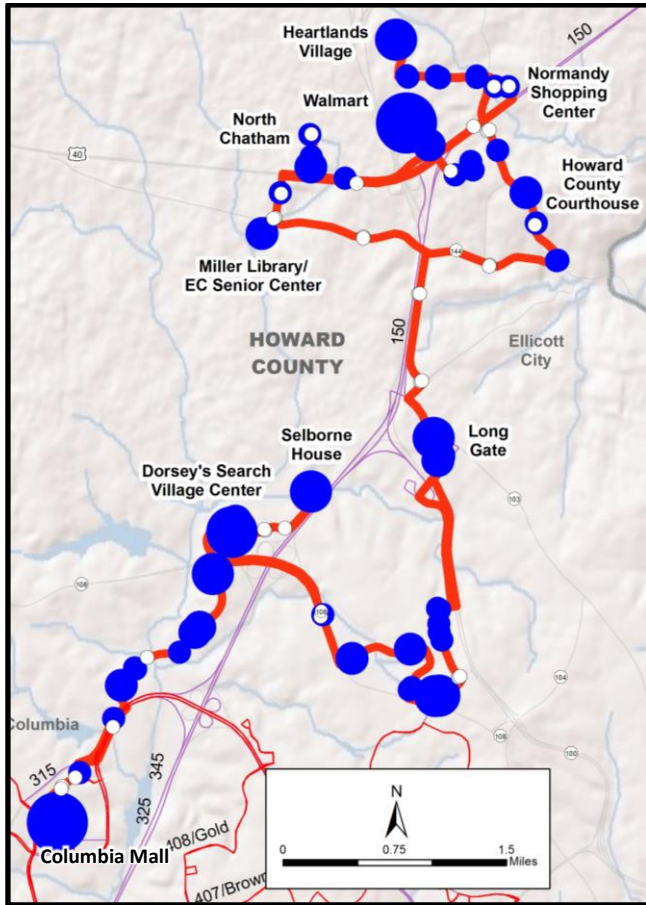 Heartlands
Village
150
Normandy
Shopping
Center
Walmart
North
Chatham
40
Howard
County
Courthouse
Miller Library/
EC Senior Center
144
150
HOWARD
COUNTY
Ellicott
City
Selborne
House
Long
Gate
Dorsey's Search
Village Center
103
108
108
104
108
100
Columbia
315
345
325
Columbia Mall
408/Gold
407/Brown
N
0 0.75 1.5
Miles